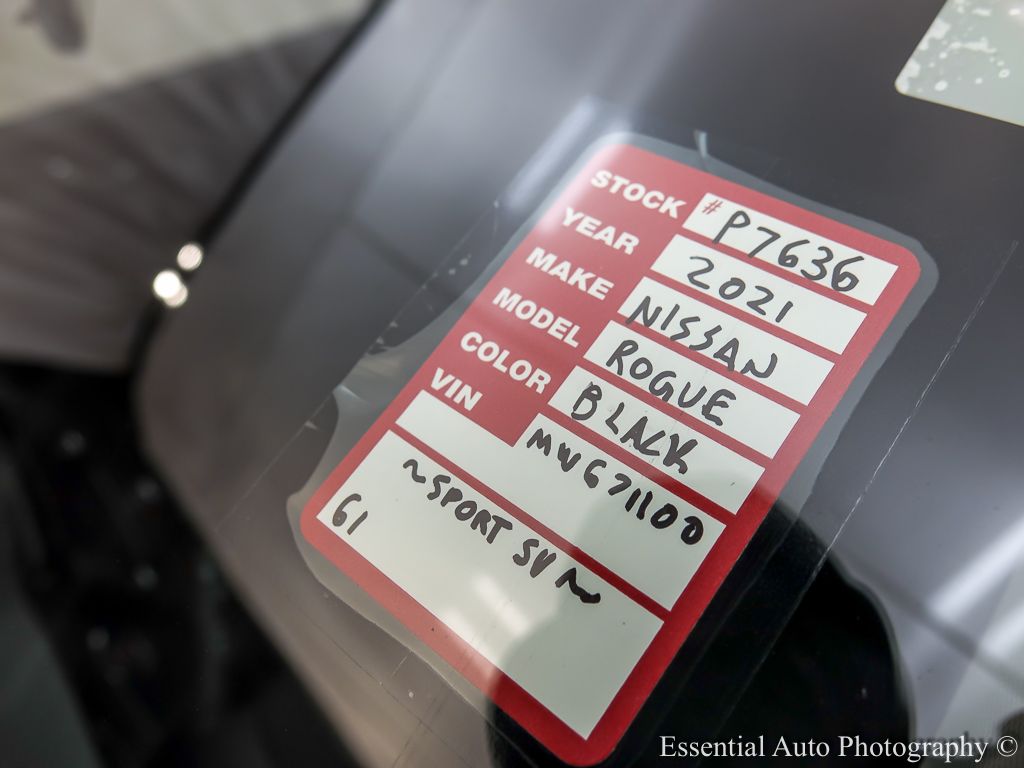 STOCK # P7636
YEAR 2021
MAKE NISSAN
MODEL ROGUE
COLOR BLACK
VIN MW671100
~SPORT SV~
61
Essential Auto Photography ©